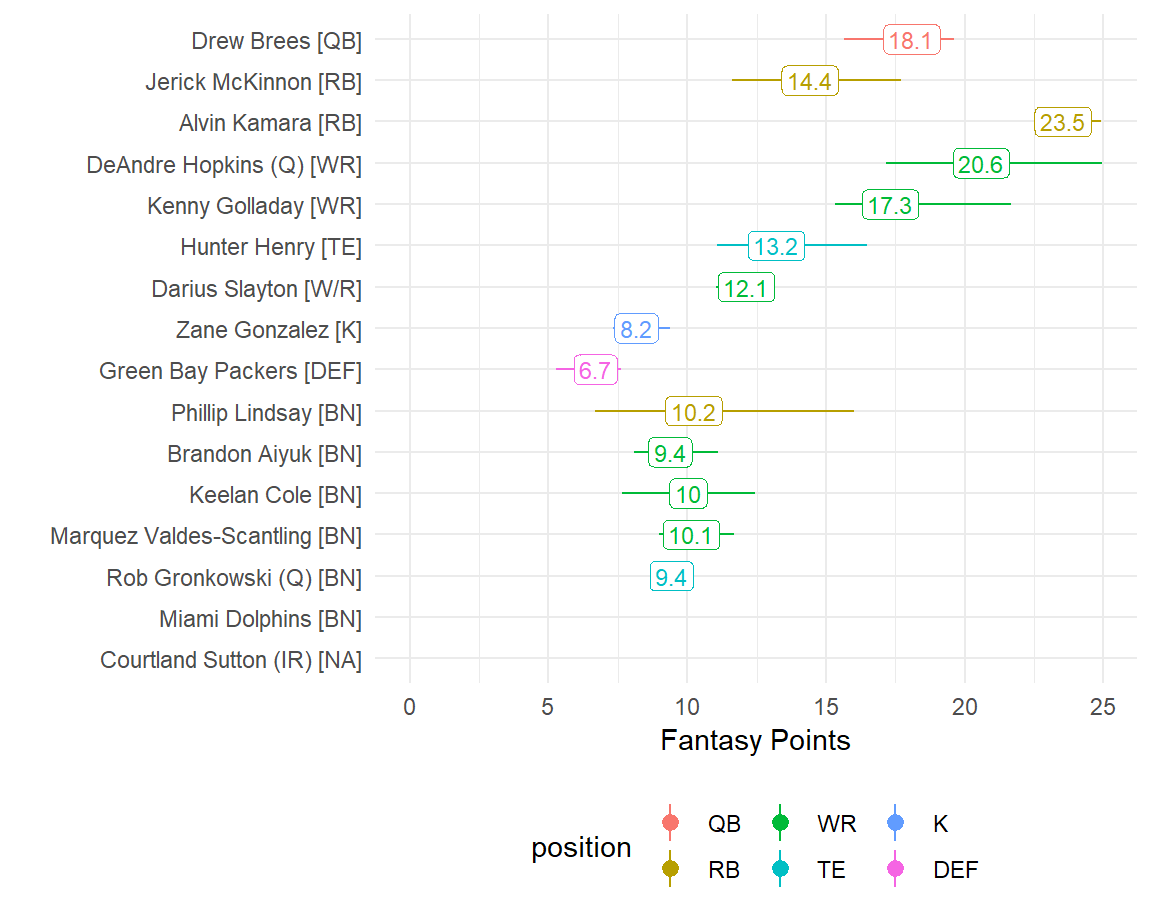 Drew Brees [QB] 18.1
Jerick McKinnon [RB] 14.4
Alvin Kamara [RB] 23.5
DeAndre Hopkins (Q) [WR] 20.6
Kenny Golladay [WR] 17.3
Hunter Henry [TE] 13.2
Darius Slayton [W/R] 12.1
Zane Gonzalez [K] 8.2
Green Bay Packers [DEF] 6.7
Phillip Lindsay [BN] 10.2
Brandon Aiyuk [BN] 9.4
Keelan Cole [BN] 10
Marquez Valdes-Scantling [BN] 10.1
Rob Gronkowski (Q) [BN] 9.4
Miami Dolphins [BN]
Courtland Sutton (IR) [NA]
0 5 10 15 20 25
Fantasy Points
position
QB WR K
RB TE DEF